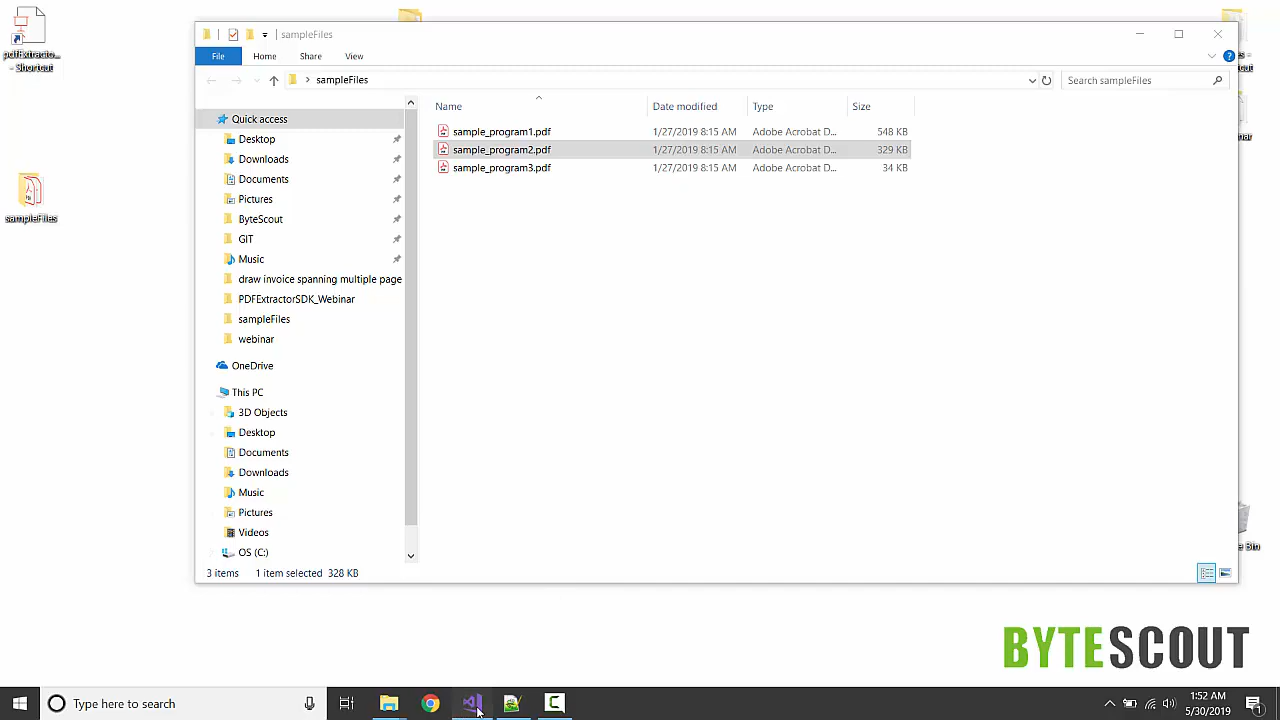 pdfExtracto...
- Shortcut
sampleFiles
sampleFiles
File Home Share View
sampleFiles
Search sampleFiles
Name Date modified Type Size
sample_program1.pdf 1/27/2019 8:15 AM Adobe Acrobat D... 548 KB
sample_program2.pdf 1/27/2019 8:15 AM Adobe Acrobat D... 329 KB
sample_program3.pdf 1/27/2019 8:15 AM Adobe Acrobat D... 34 KB
Quick access
Desktop
Downloads
Documents
Pictures
ByteScout
GIT
Music
draw invoice spanning multiple page
PDFExtractorSDK_Webinar
sampleFiles
webinar
OneDrive
This PC
3D Objects
Desktop
Documents
Downloads
Music
Pictures
Videos
OS (C:)
3 items 1 item selected 328 KB
BYTESCOUT
Type here to search
1:52 AM
5/30/2019
1